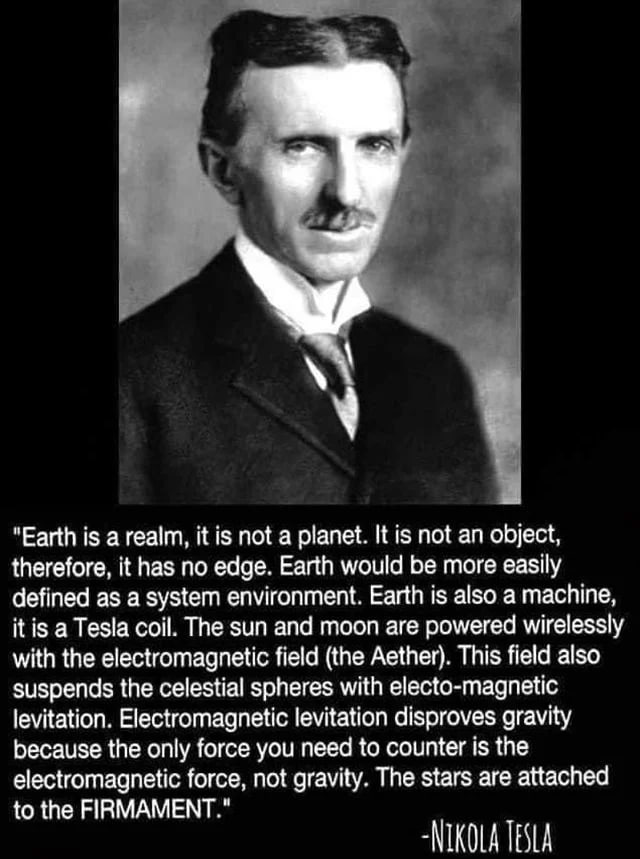 "Earth is a realm, it is not a planet. It is not an object,
therefore, it has no edge. Earth would be more easily
defined as a system environment. Earth is also a machine,
it is a Tesla coil. The sun and moon are powered wirelessly
with the electromagnetic field (the Aether). This field also
suspends the celestial spheres with electo-magnetic
levitation. Electromagnetic levitation disproves gravity
because the only force you need to counter is the
electromagnetic force, not gravity. The stars are attached
to the FIRMAMENT."
-NIKOLA TESLA